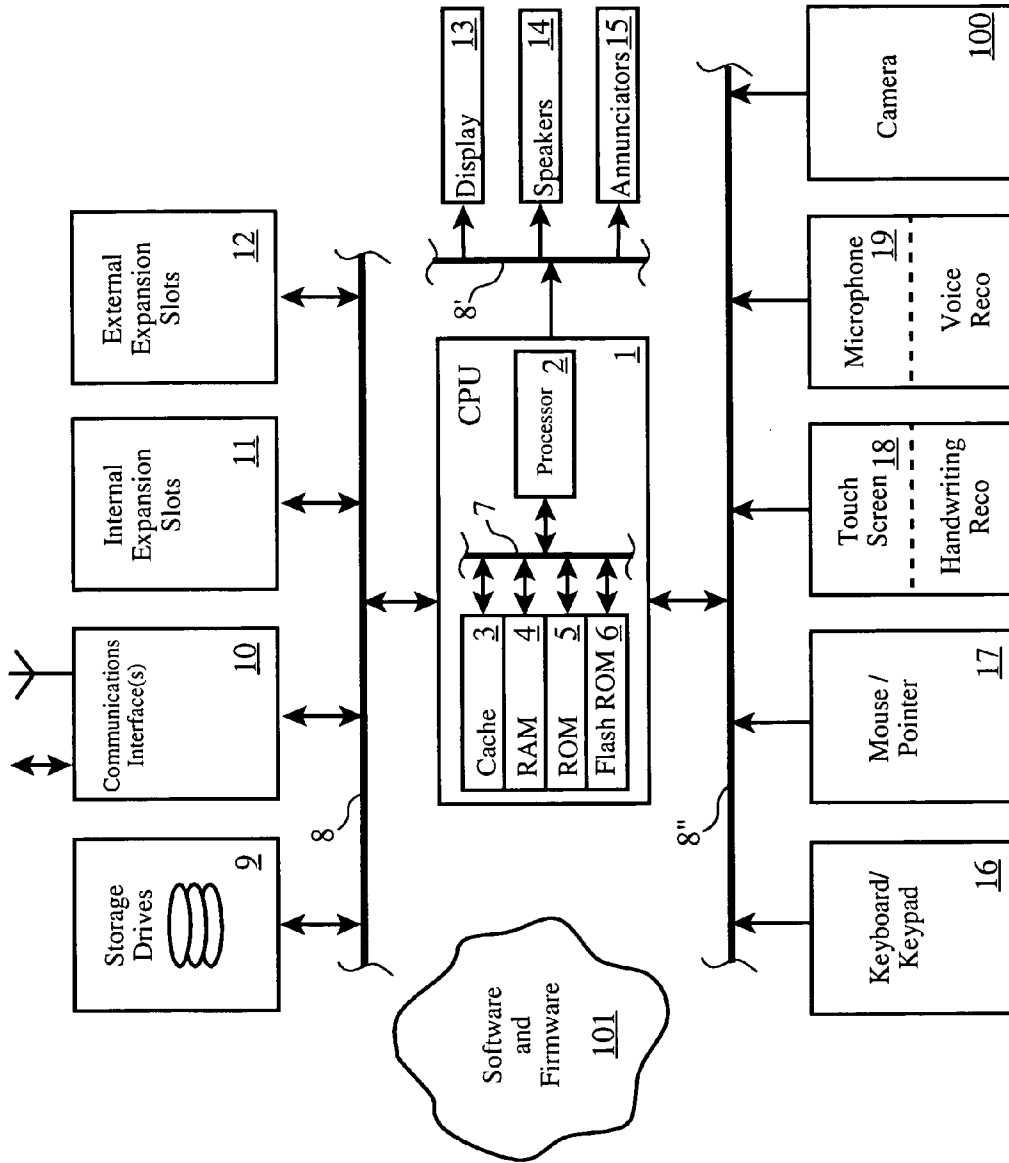 Storage
Drives
9
Communications
Interface(s)
10
Internal
Expansion
Slots
11
External
Expansion
Slots
12
8
Software
and
Firmware
101
CPU
1
Cache 3
RAM 4
ROM 5
Flash ROM 6
7
Processor
2
8'
Display 13
Speakers 14
Annunciators 15
8"
Keyboard/
Keypad
16
Mouse /
Pointer
17
Touch
Screen 18
Handwriting
Reco
Microphone
19
Voice
Reco
Camera
100